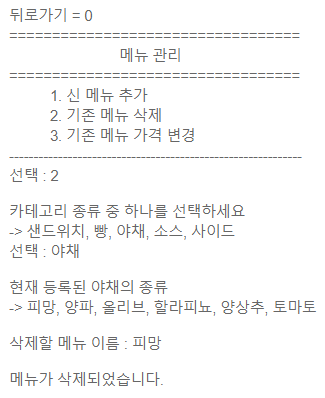 뒤로가기 = 0
==================================
메뉴 관리
==================================
1. 신 메뉴 추가
2. 기존 메뉴 삭제
3. 기존 메뉴 가격 변경
----------------------------------------------------------
선택 : 2
카테고리 종류 중 하나를 선택하세요
-> 샌드위치, 빵, 야채, 소스, 사이드
선택 : 야채
현재 등록된 야채의 종류
-> 피망, 양파, 올리브, 할라피뇨, 양상추, 토마토
삭제할 메뉴 이름 : 피망
메뉴가 삭제되었습니다.